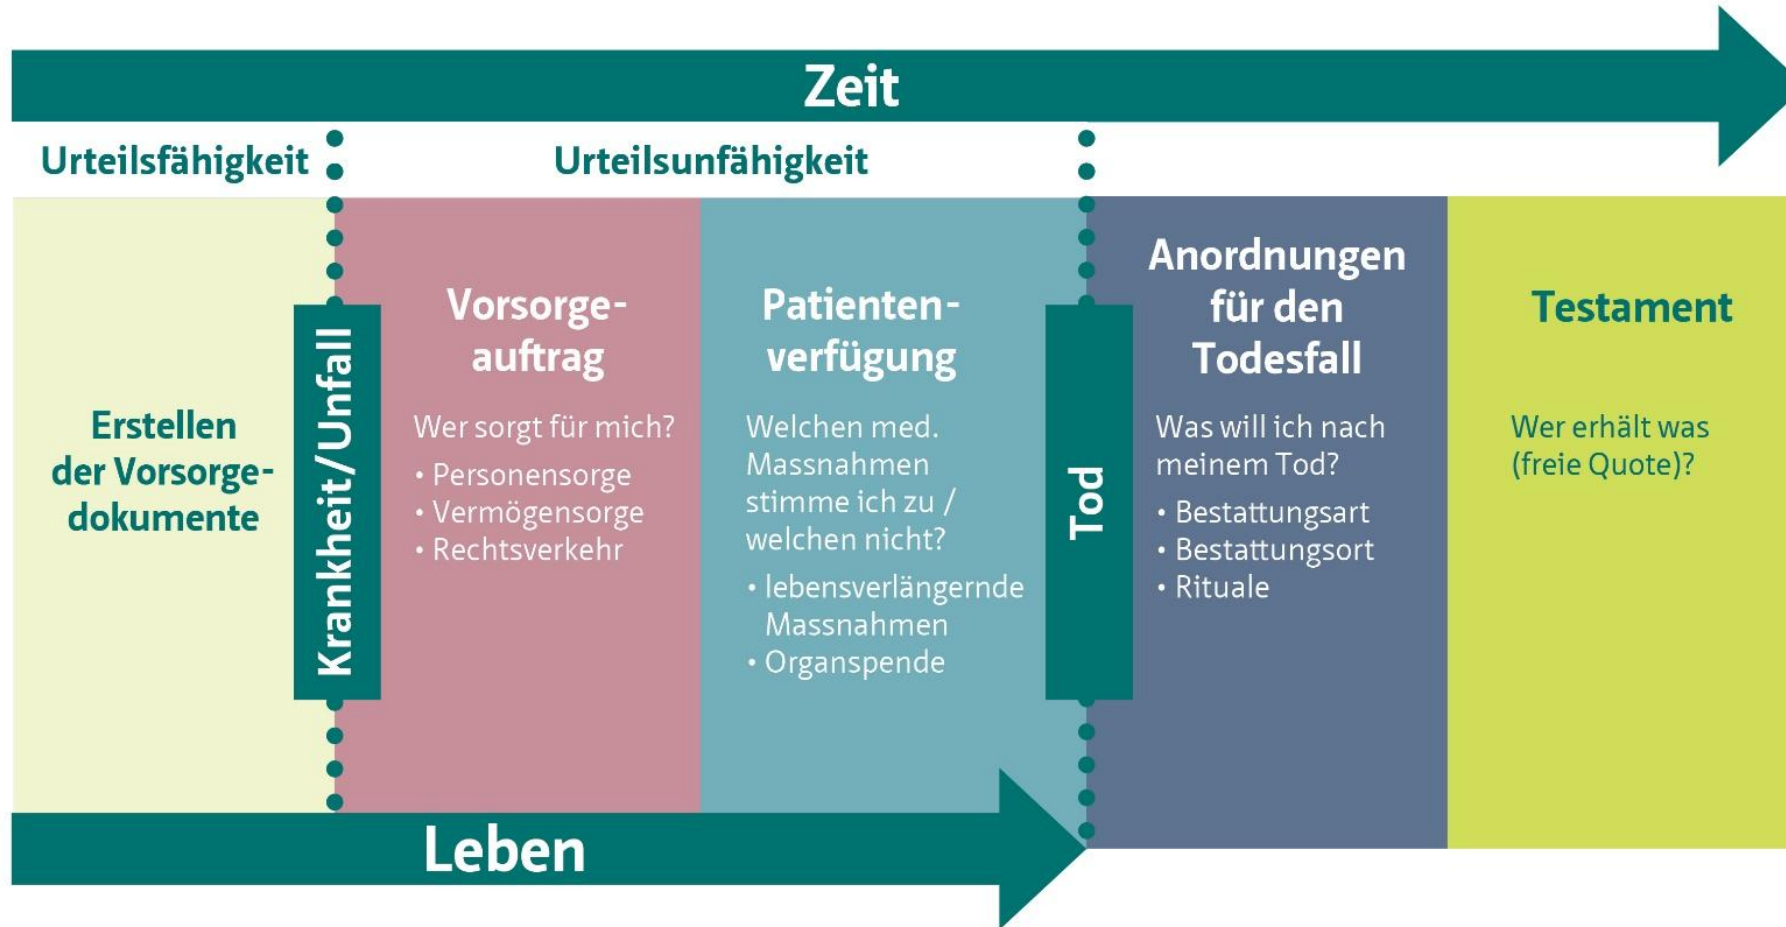 Zeit
Urteilsfähigkeit
Urteilsunfähigkeit
Erstellen
der Vorsorge-
dokumente
Krankheit/Unfall
Vorsorge-
auftrag
Wer sorgt für mich?
• Personensorge
• Vermögensorge
• Rechtsverkehr
Patienten-
verfügung
Welchen med.
Massnahmen
stimme ich zu /
welchen nicht?
• lebensverlängernde
Massnahmen
• Organspende
Tod
Anordnungen
für den
Todesfall
Was will ich nach
meinem Tod?
• Bestattungsart
• Bestattungsort
• Rituale
Testament
Wer erhält was
(freie Quote)?
Leben